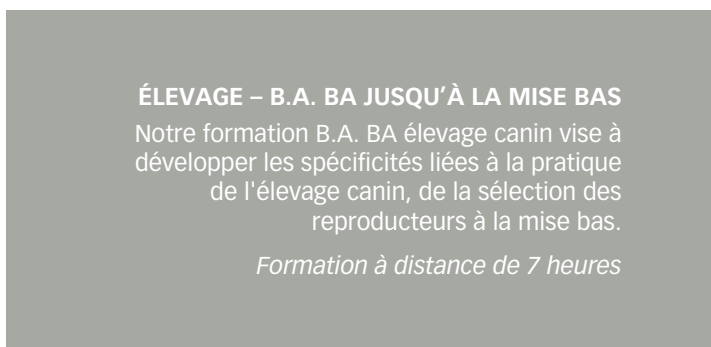 ÉLEVAGE – B.A. BA JUSQU’À LA MISE BAS
Notre formation B.A. BA élevage canin vise à
développer les spécificités liées à la pratique
de l'élevage canin, de la sélection des
reproducteurs à la mise bas.
Formation à distance de 7 heures